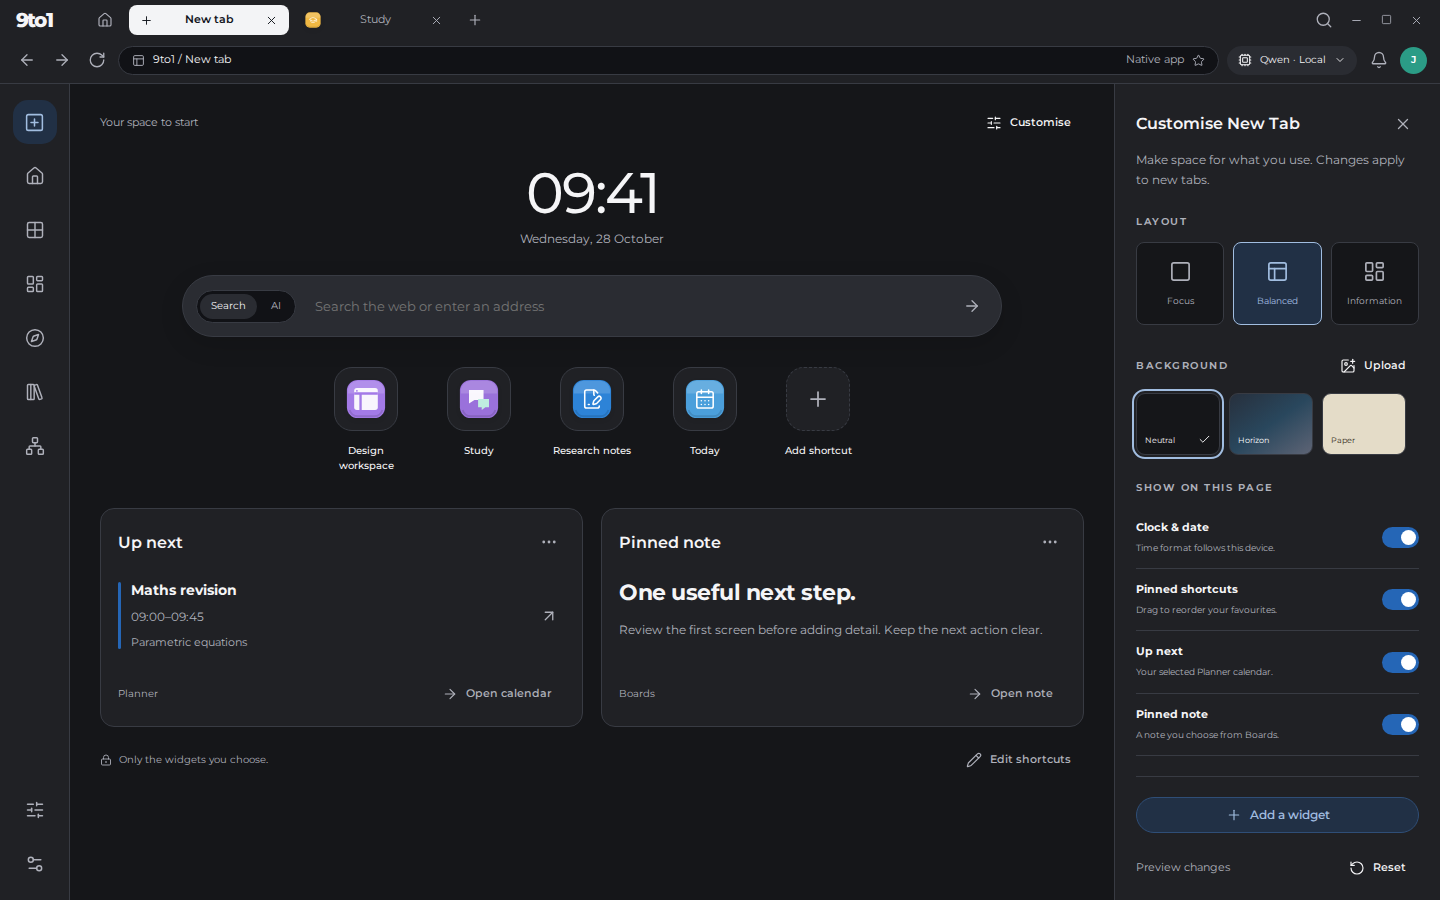 9to1
New tab
Study
9to1 / New tab
Native app
Qwen · Local
J
Your space to start
Customise
09:41
Wednesday, 28 October
Search
AI
Search the web or enter an address
Design
workspace
Study
Research notes
Today
Add shortcut
Up next
Maths revision
09:00–09:45
Parametric equations
Planner
Open calendar
Pinned note
One useful next step.
Review the first screen before adding detail. Keep the next action clear.
Boards
Open note
Only the widgets you choose.
Edit shortcuts
Customise New Tab
Make space for what you use. Changes apply
to new tabs.
LAYOUT
Focus
Balanced
Information
BACKGROUND
Upload
Neutral
Horizon
Paper
SHOW ON THIS PAGE
Clock & date
Time format follows this device.
Pinned shortcuts
Drag to reorder your favourites.
Up next
Your selected Planner calendar.
Pinned note
A note you choose from Boards.
Add a widget
Preview changes
Reset